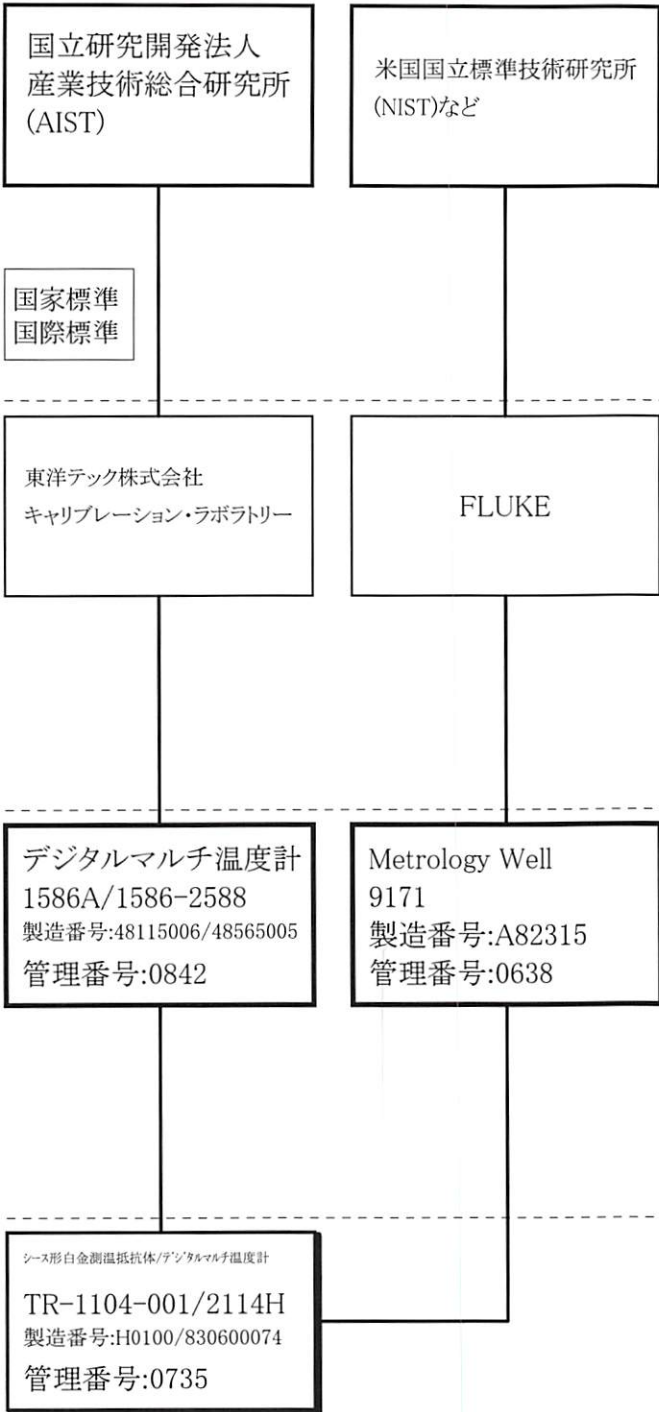 国立研究開発法人
産業技術総合研究所
(AIST)
米国国立標準技術研究所
(NIST)など
国家標準
国際標準
東洋テック株式会社
キャリブレーション・ラボラトリー
FLUKE
デジタルマルチ温度計
1586A/1586-2588
製造番号:48115006/48565005
管理番号:0842
Metrology Well
9171
製造番号:A82315
管理番号:0638
シース形白金測温抵抗体/デジタルマルチ温度計
TR-1104-001/2114H
製造番号:H0100/830600074
管理番号:0735